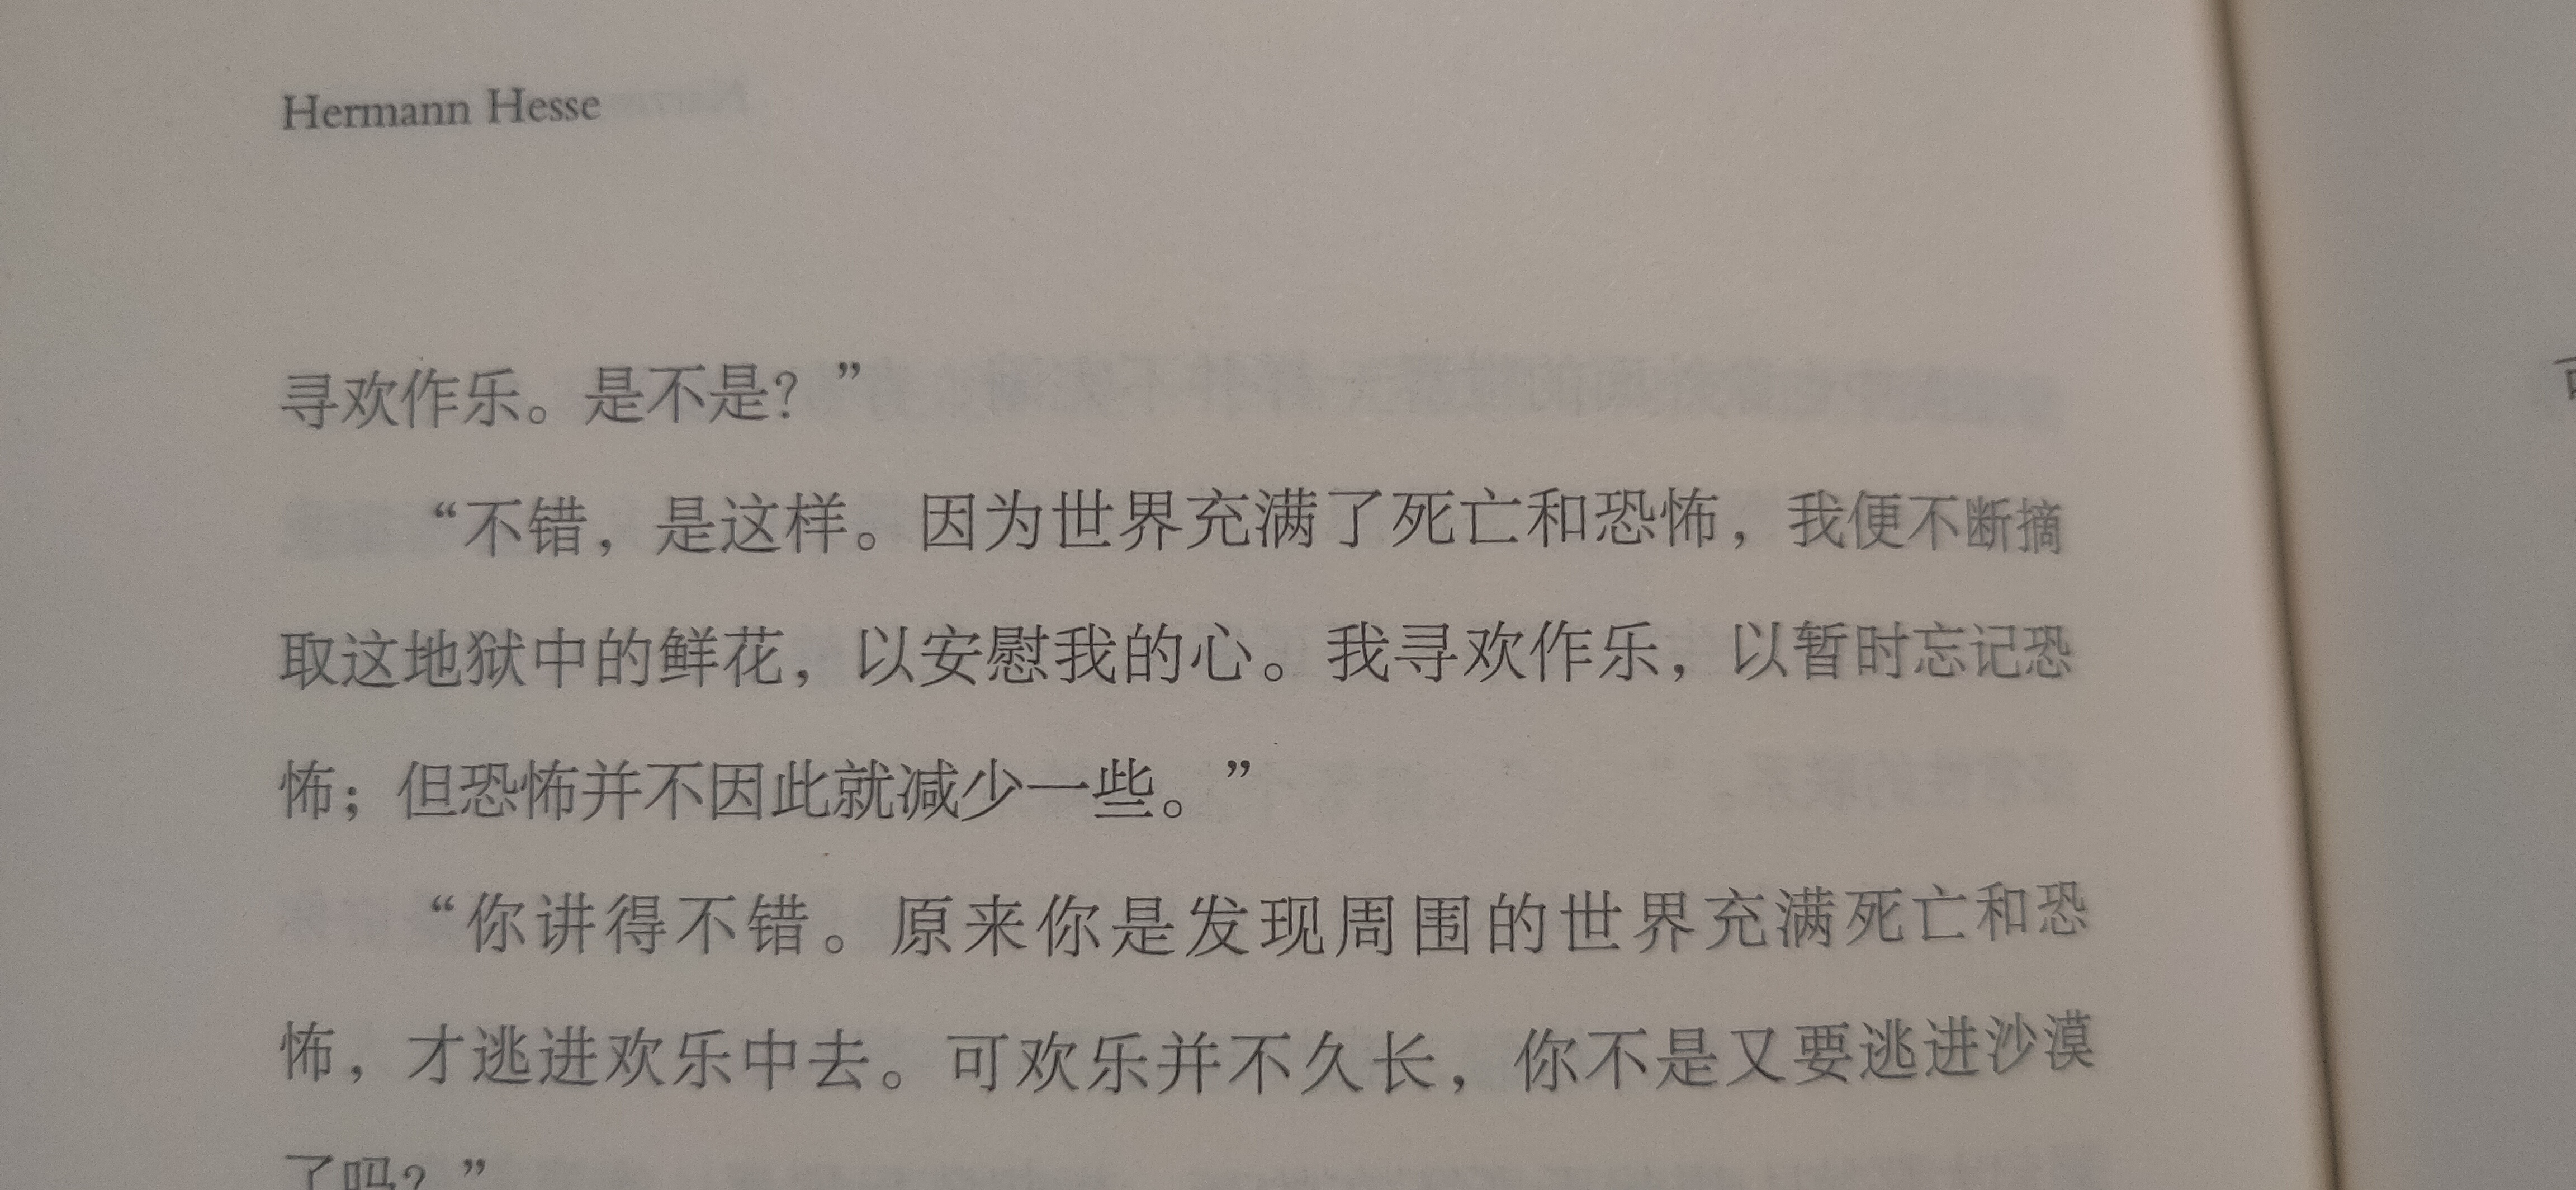 Hermann Hesse
寻欢作乐。是不是？”
“不错，是这样。因为世界充满了死亡和恐怖，我便不断摘
取这地狱中的鲜花，以安慰我的心。我寻欢作乐，以暂时忘记恐
怖；但恐怖并不因此就减少一些。”
“你讲得不错。原来你是发现周围的世界充满死亡和恐
怖，才逃进欢乐中去。可欢乐并不久长，你不是又要逃进沙漠
了吗？”